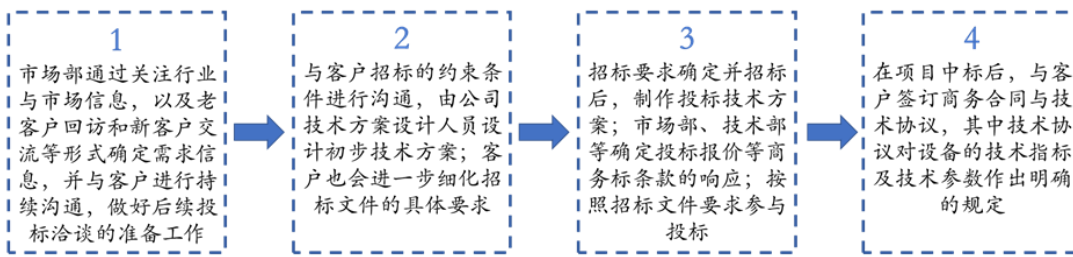 1
市场部通过关注行业
与市场信息，以及老
客户回访和新客户交
流等形式确定需求信
息，并与客户进行持
续沟通，做好后续投
标洽谈的准备工作
2
与客户招标的约束条
件进行沟通，由公司
技术方案设计人员设
计初步技术方案；客
户也会进一步细化招
标文件的具体要求
3
招标要求确定并招标
后，制作投标技术方
案；市场部、技术部
等确定投标报价等商
务标条款的响应；按
照招标文件要求参与
投标
4
在项目中标后，与客
户签订商务合同与技
术协议，其中技术协
议对设备的技术指标
及技术参数作出明确
的规定